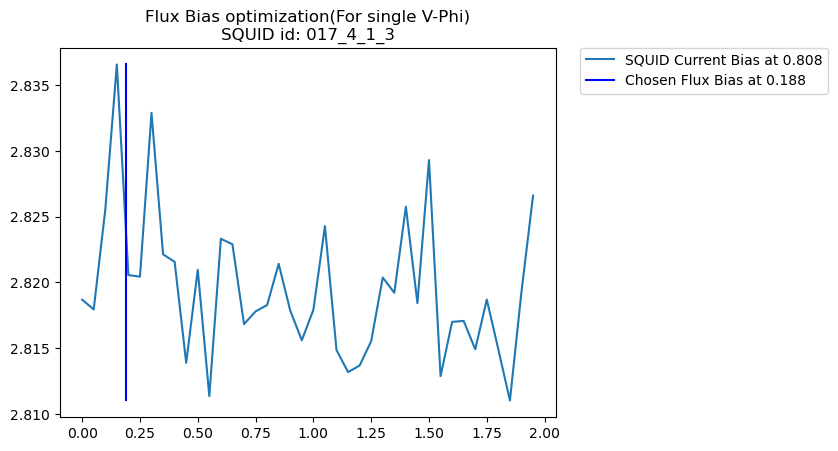 Flux Bias optimization(For single V-Phi)
SQUID id: 017_4_1_3
SQUID Current Bias at 0.808
Chosen Flux Bias at 0.188
2.835
2.830
2.825
2.820
2.815
2.810
0.00 0.25 0.50 0.75 1.00 1.25 1.50 1.75 2.00